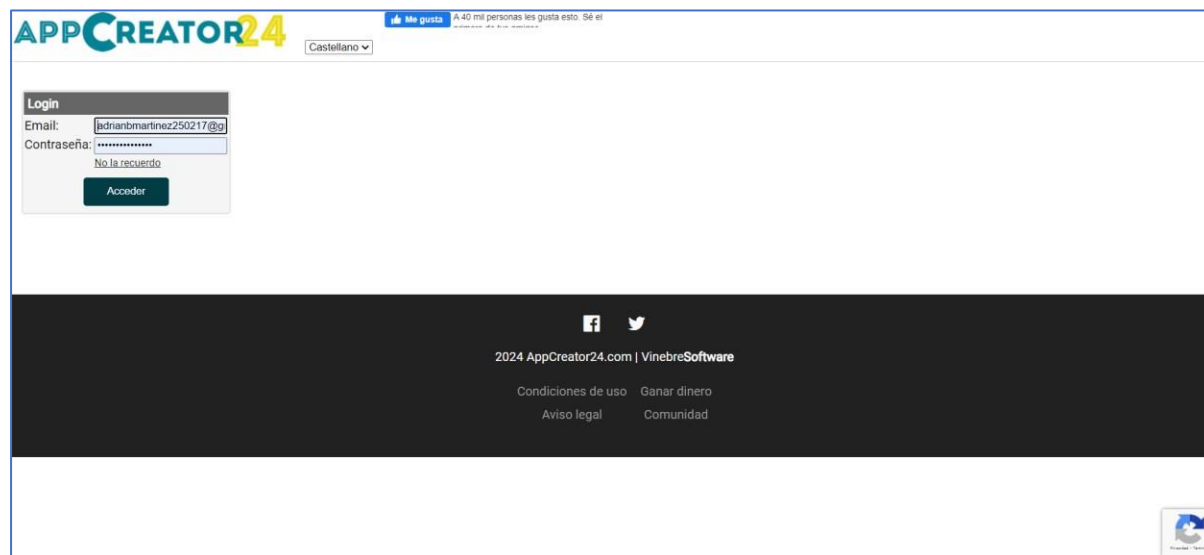 APPCREATOR24
Castellano
Me gusta
A 40 mil personas les gusta esto. Sé el
Login
Email: adrianbmartinez250217@g
Contraseña: •••••••••••••••
No la recuerdo
Acceder
2024 AppCreator24.com | VinebreSoftware
Condiciones de uso Ganar dinero
Aviso legal Comunidad